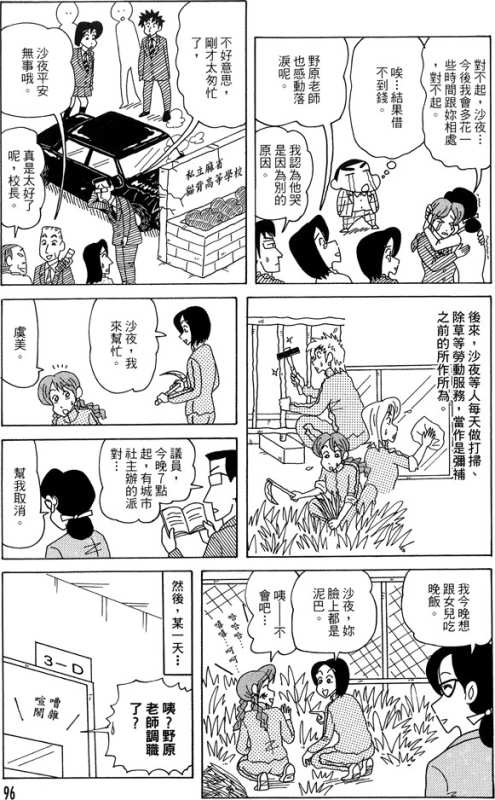 對不起，沙夜…
今後我會多花一
些時間跟妳相處
，對不起。
唉…結果借
不到錢。
野原老師
也感動落
淚呢。
我認為他哭
是因為別的
原因。
不好意思，
剛才太匆忙
了，
沙夜平安
無事哦。
私立麻省
貓背高等學校
真是太好了
呢，校長。
後來，沙夜等人每天做打掃、
除草等勞動服務，當作是彌補
之前的所作所為。
沙夜，我
來幫忙。
虞美。
議員，
今晚7點
起，有城市
社主辦的派
對…
幫我取消。
我今晚想
跟女兒吃
晚飯。
沙夜，妳
臉上都是
泥巴。
咦，不
會吧…
然後，某一天…
3-D
咦？野原
老師調職
了？
嘈雜
喧鬧
96